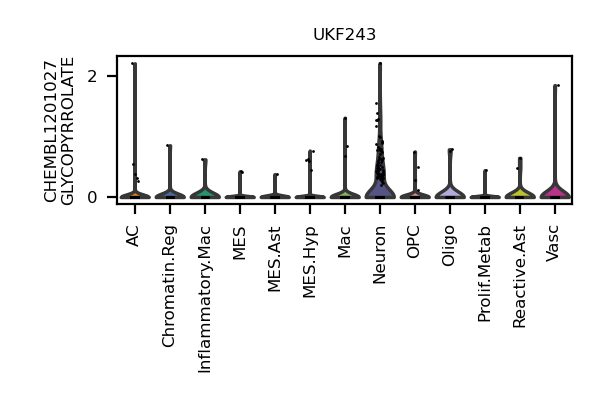 UKF243
CHEMBL1201027
GLYCOPYRROLATE
2
0
AC
Chromatin.Reg
Inflammatory.Mac
MES
MES.Ast
MES.Hyp
Mac
Neuron
OPC
Oligo
Prolif.Metab
Reactive.Ast
Vasc